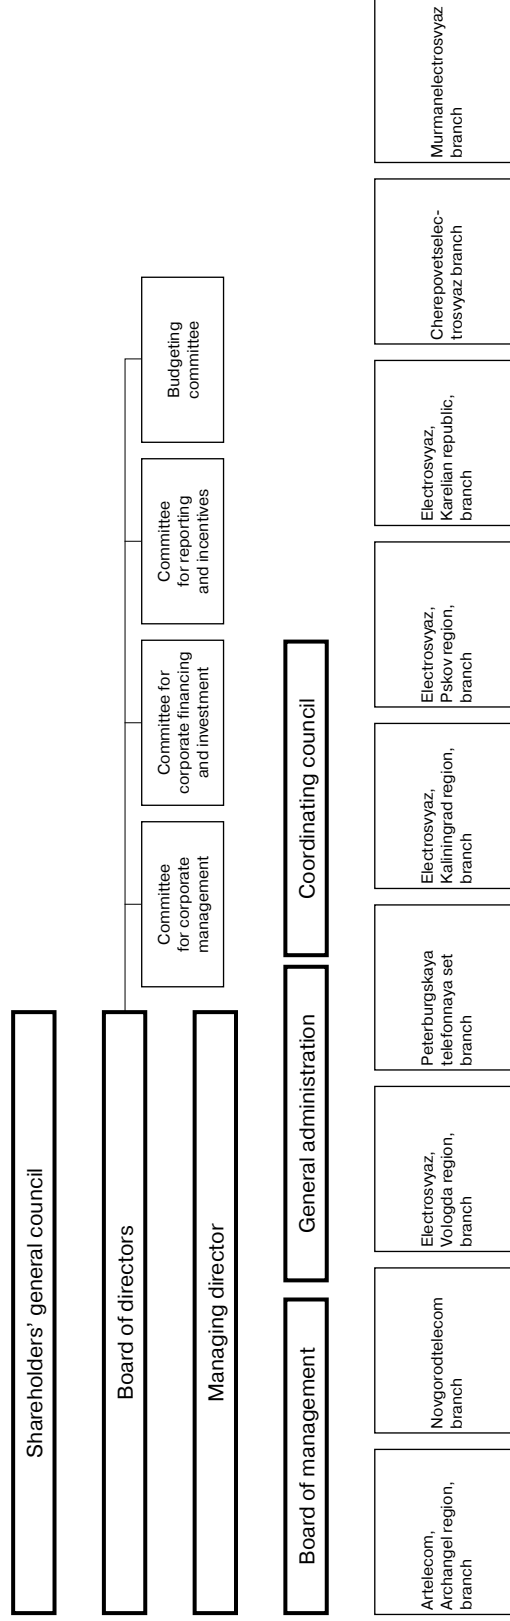 Shareholders' general council
Board of directors
Committee
for corporate
management
Committee for
corporate financing
and investment
Committee
for reporting
and incentives
Budgeting
committee
Managing director
Board of management
General administration
Coordinating council
Artelecom,
Archangel region,
branch
Novgorodtelecom
branch
Electrosvyaz,
Vologda region,
branch
Peterburgskaya
telefonnaya set
branch
Electrosvyaz,
Kaliningrad region,
branch
Electrosvyaz,
Pskov region,
branch
Electrosvyaz,
Karelian republic,
branch
Cherepovetselec-
trosvyaz branch
Murmanelectrosvyaz
branch